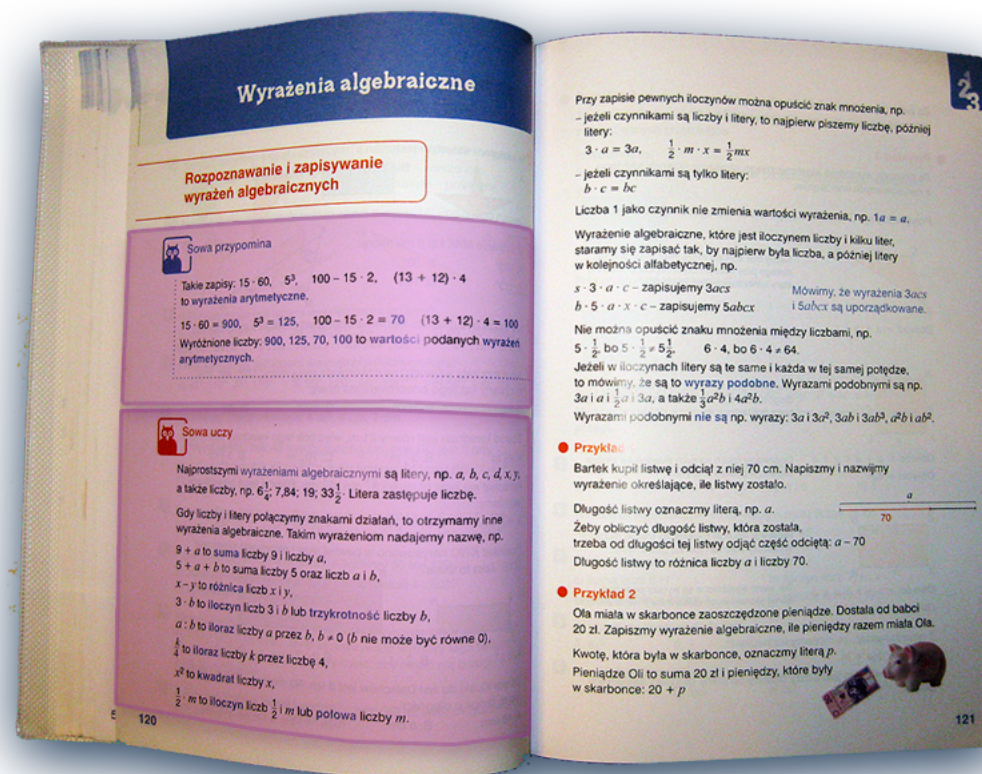 Wyrażenia algebraiczne
Rozpoznawanie i zapisywanie
wyrażeń algebraicznych
Sowa przypomina
Takie zapisy: 15 · 60, 5³, 100 – 15 · 2, (13 + 12) · 4
to wyrażenia arytmetyczne.
15 · 60 = 900, 5³ = 125, 100 – 15 · 2 = 70 (13 + 12) · 4 = 100
Wyróżnione liczby: 900, 125, 70, 100 to wartości podanych wyrażeń
arytmetycznych.
Sowa uczy
Najprostszymi wyrażeniami algebraicznymi są litery, np. a, b, c, d, x, y,
a także liczby, np. 6 1/4; 7,84; 19; 33 1/2. Litera zastępuje liczbę.
Gdy liczby i litery połączymy znakami działań, to otrzymamy inne
wyrażenia algebraiczne. Takim wyrażeniom nadajemy nazwę, np.
9 + a to suma liczby 9 i liczby a,
5 + a + b to suma liczby 5 oraz liczb a i b,
x – y to różnica liczb x i y,
3 · b to iloczyn liczb 3 i b lub trzykrotność liczby b,
a : b to iloraz liczby a przez b, b ≠ 0 (b nie może być równe 0),
k/4 to iloraz liczby k przez liczbę 4,
x² to kwadrat liczby x,
1/2 · m to iloczyn liczb 1/2 i m lub połowa liczby m.
120
2
3
Przy zapisie pewnych iloczynów można opuścić znak mnożenia, np.
– jeżeli czynnikami są liczby i litery, to najpierw piszemy liczbę, później
litery:
3 · a = 3a, 1/2 · m · x = 1/2 mx
– jeżeli czynnikami są tylko litery:
b · c = bc
Liczba 1 jako czynnik nie zmienia wartości wyrażenia, np. 1a = a.
Wyrażenie algebraiczne, które jest iloczynem liczby i kilku liter,
staramy się zapisać tak, by najpierw była liczba, a później litery
w kolejności alfabetycznej, np.
s · 3 · a · c – zapisujemy 3acs
b · 5 · a · x · c – zapisujemy 5abcx
Mówimy, że wyrażenia 3acs
i 5abcx są uporządkowane.
Nie można opuścić znaku mnożenia między liczbami, np.
5 · 1/2, bo 5 · 1/2 ≠ 5 1/2, 6 · 4, bo 6 · 4 ≠ 64.
Jeżeli w iloczynach litery są te same i każda w tej samej potędze,
to mówimy, że są to wyrazy podobne. Wyrazami podobnymi są np.
3a i a i 1/2 a i 3a, a także 1/3 a²b i 4a²b.
Wyrazami podobnymi nie są np. wyrazy: 3a i 3a², 3ab i 3ab³, a²b i ab².
Przykład
Bartek kupił listwę i odciął z niej 70 cm. Napiszmy i nazwijmy
wyrażenie określające, ile listwy zostało.
Długość listwy oznaczmy literą, np. a.
Żeby obliczyć długość listwy, która została,
trzeba od długości tej listwy odjąć część odciętą: a – 70
Długość listwy to różnica liczby a i liczby 70.
a
70
Przykład 2
Ola miała w skarbonce zaoszczędzone pieniądze. Dostała od babci
20 zł. Zapiszmy wyrażenie algebraiczne, ile pieniędzy razem miała Ola.
Kwotę, która była w skarbonce, oznaczmy literą p.
Pieniądze Oli to suma 20 zł i pieniędzy, które były
w skarbonce: 20 + p
121